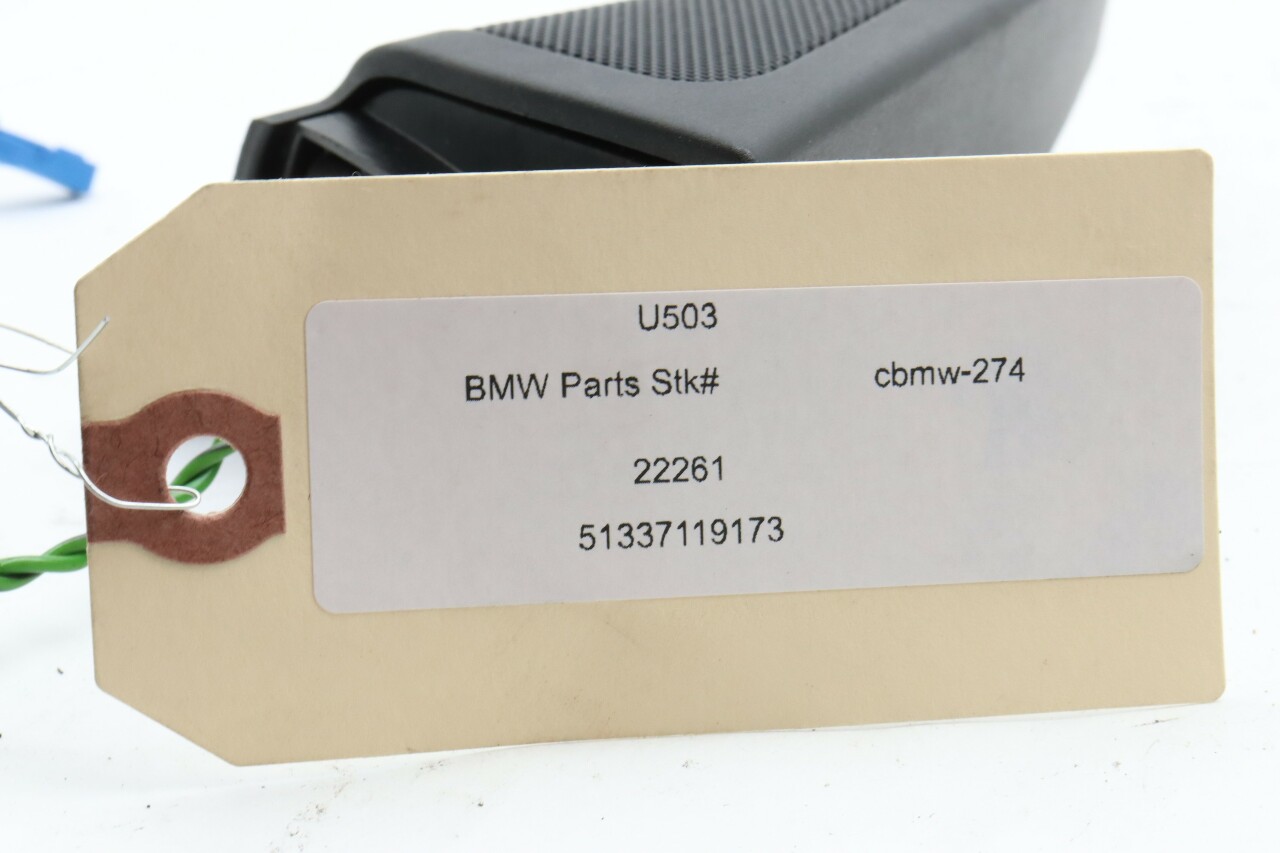 U503
BMW Parts Stk# cbmw-274
22261
51337119173